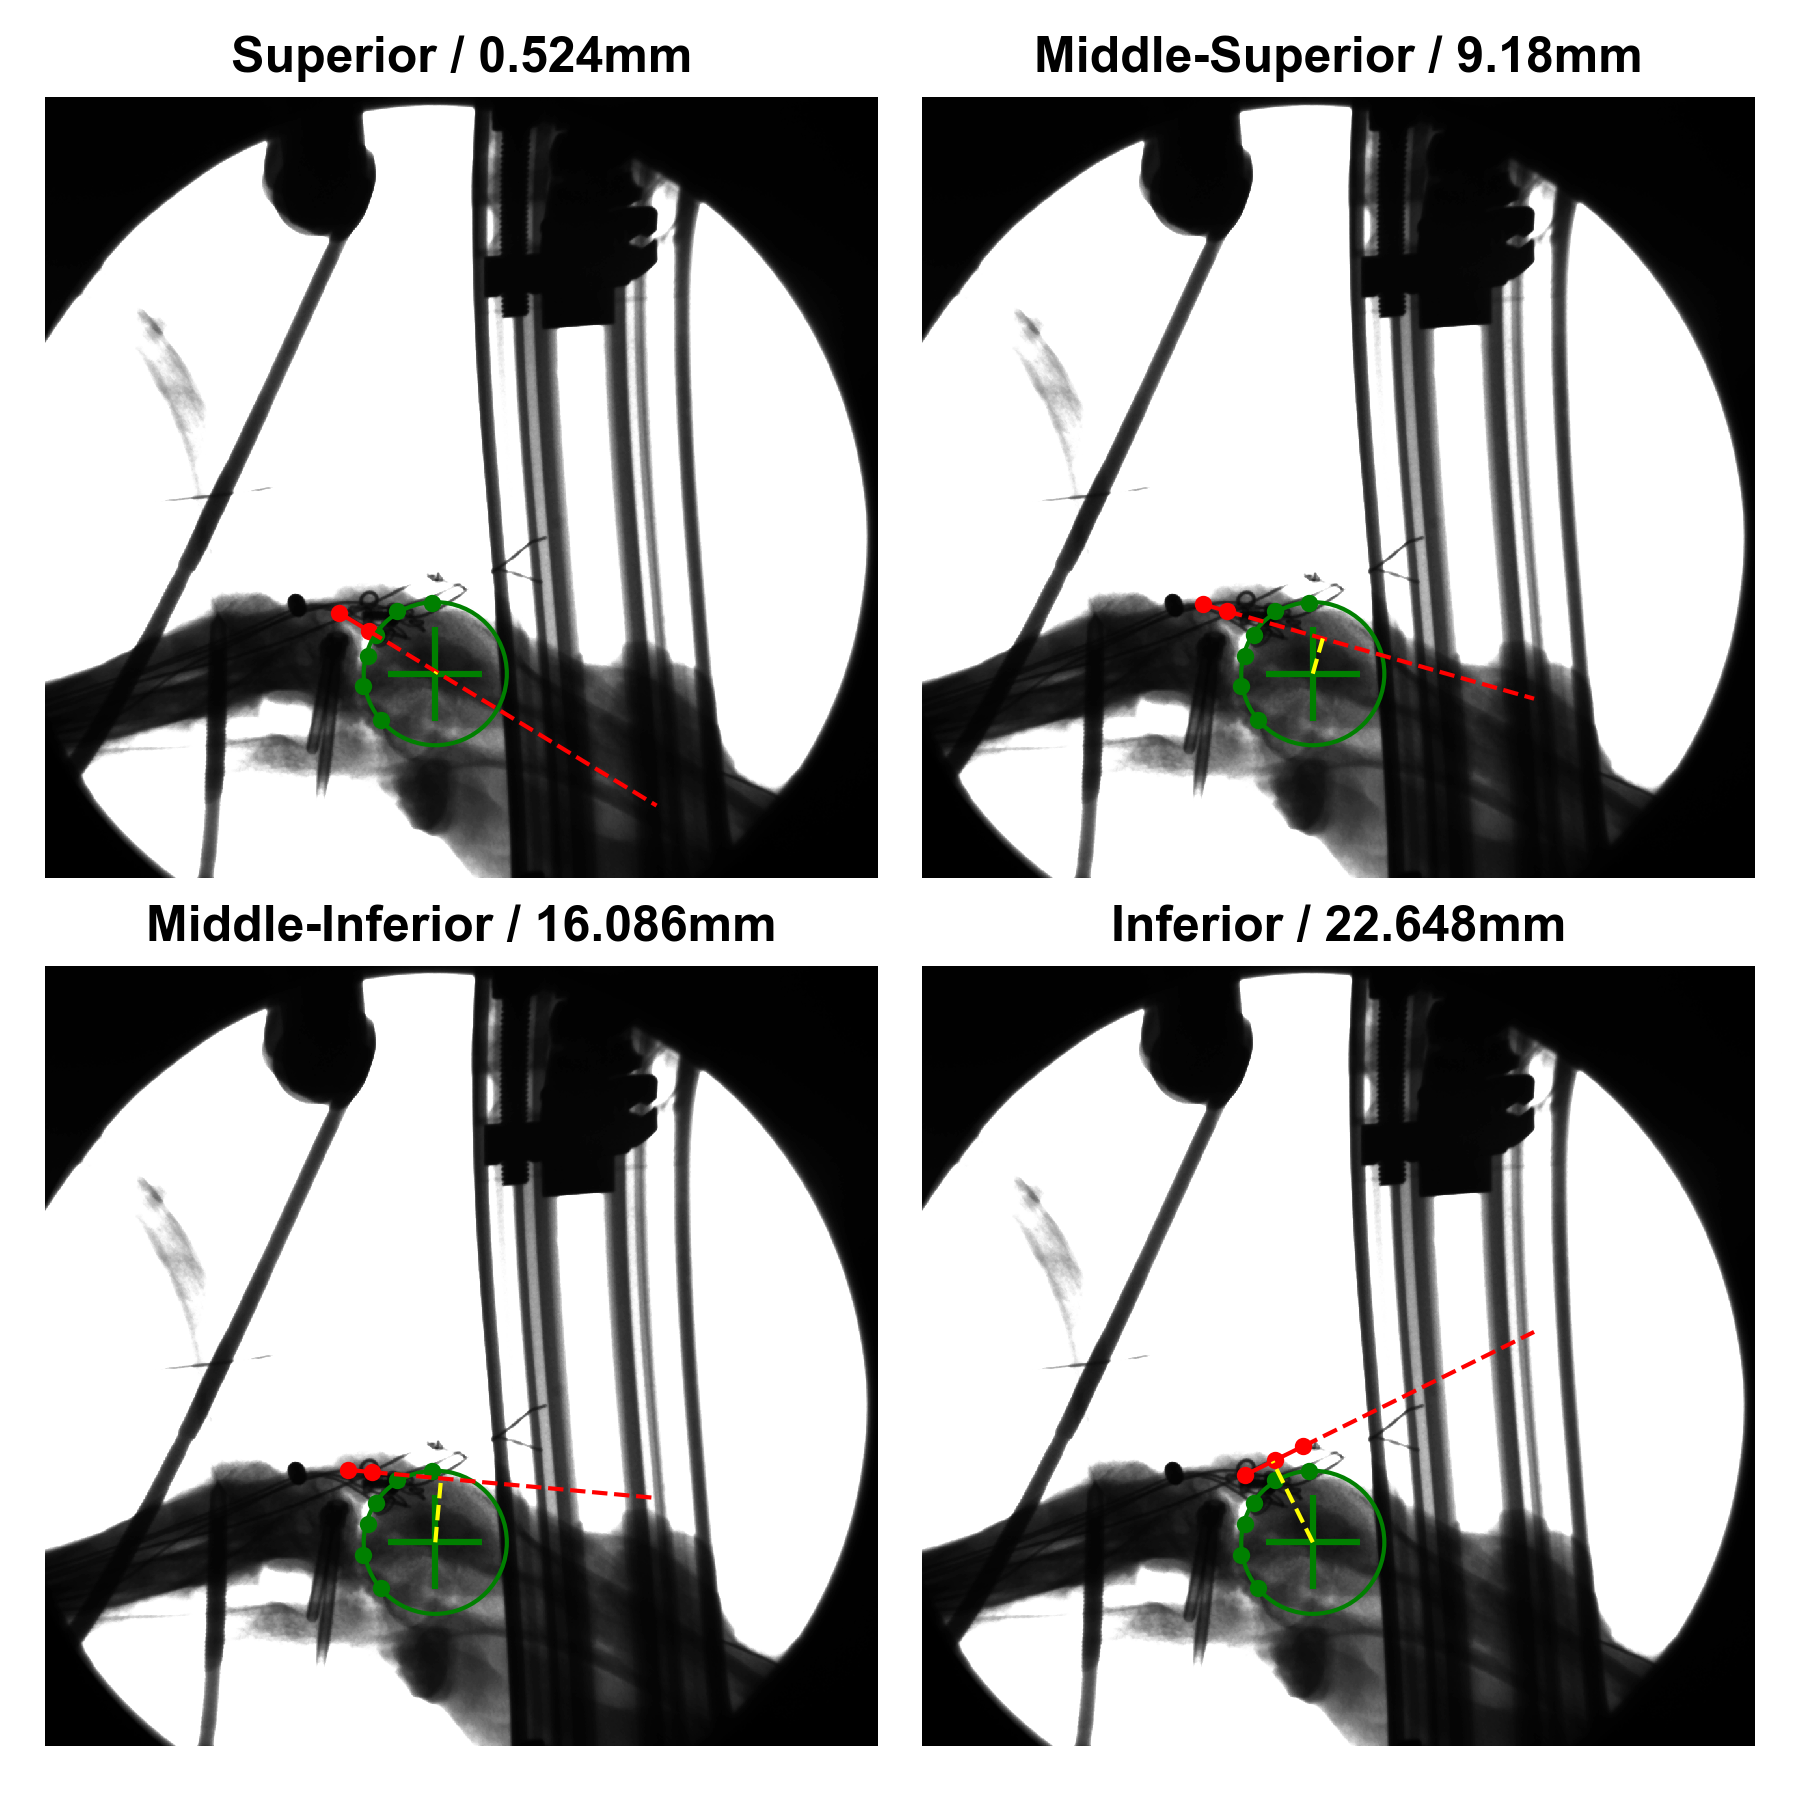 Superior / 0.524mm
Middle-Superior / 9.18mm
Middle-Inferior / 16.086mm
Inferior / 22.648mm